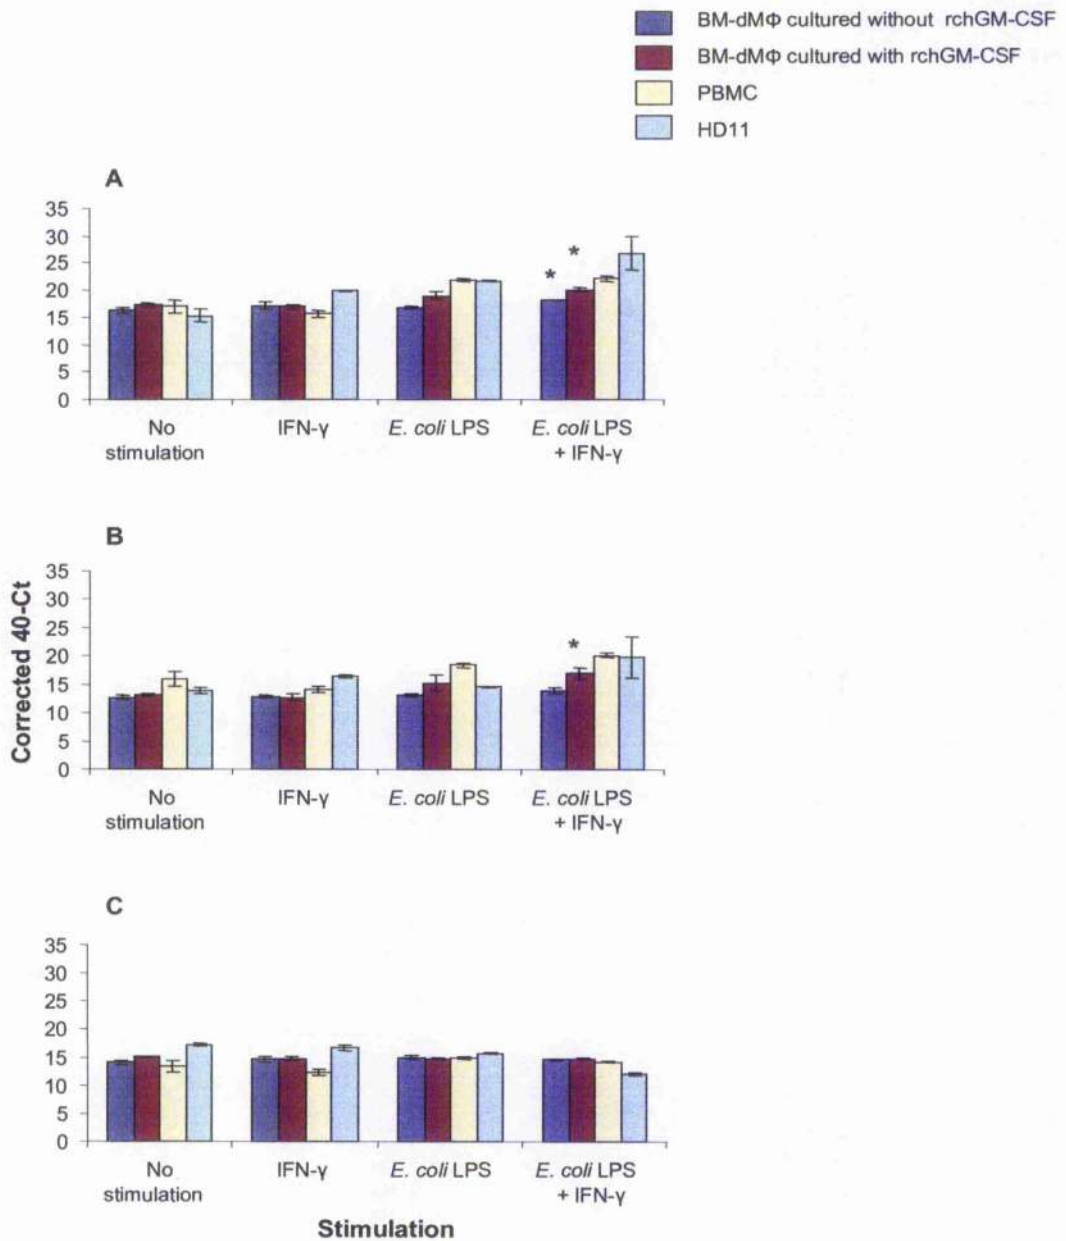 BM-dMΦ cultured without rchGM-CSF
BM-dMΦ cultured with rchGM-CSF
PBMC
HD11
A
35
30
25
20
15
10
5
0
No stimulation
IFN-γ
E. coli LPS
E. coli LPS + IFN-γ
*
*
B
Corrected 40-Ct
35
30
25
20
15
10
5
0
No stimulation
IFN-γ
E. coli LPS
E. coli LPS + IFN-γ
*
C
35
30
25
20
15
10
5
0
No stimulation
IFN-γ
E. coli LPS
E. coli LPS + IFN-γ
Stimulation